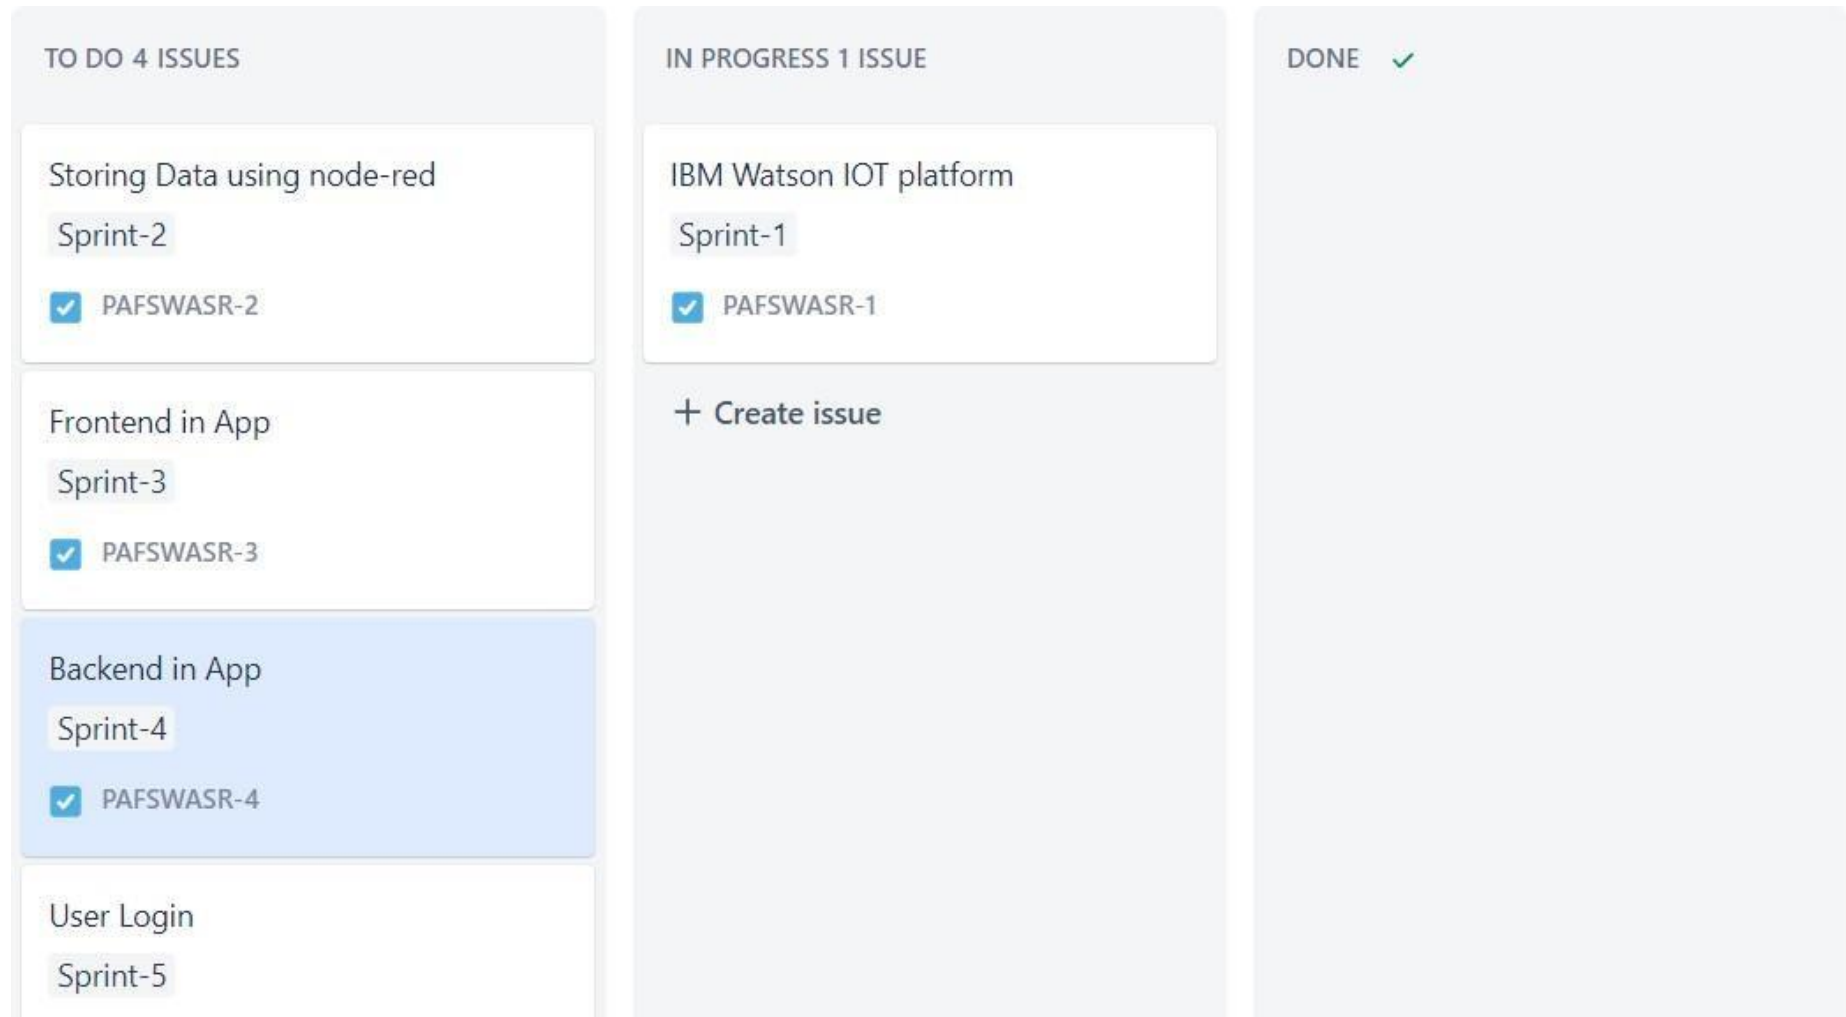 TO DO 4 ISSUES
Storing Data using node-red
Sprint-2
PAFSWASR-2
Frontend in App
Sprint-3
PAFSWASR-3
Backend in App
Sprint-4
PAFSWASR-4
User Login
Sprint-5
IN PROGRESS 1 ISSUE
IBM Watson IOT platform
Sprint-1
PAFSWASR-1
+ Create issue
DONE